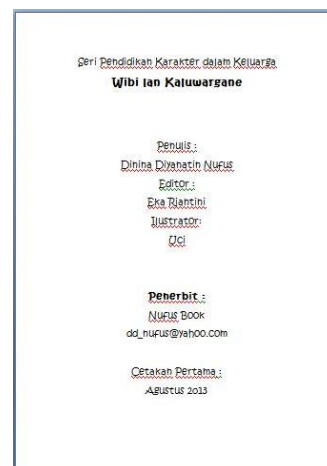 Seri Pendidikan Karakter dalam Keluarga
Wibi lan Kaluwargane
Penulis :
Dinina Diyanatin Nufus
Editor :
Eka Riantini
Ilustrator:
Uci
Penerbit :
Nufus Book
dd_nufus@yahoo.com
Cetakan Pertama :
Agustus 2013